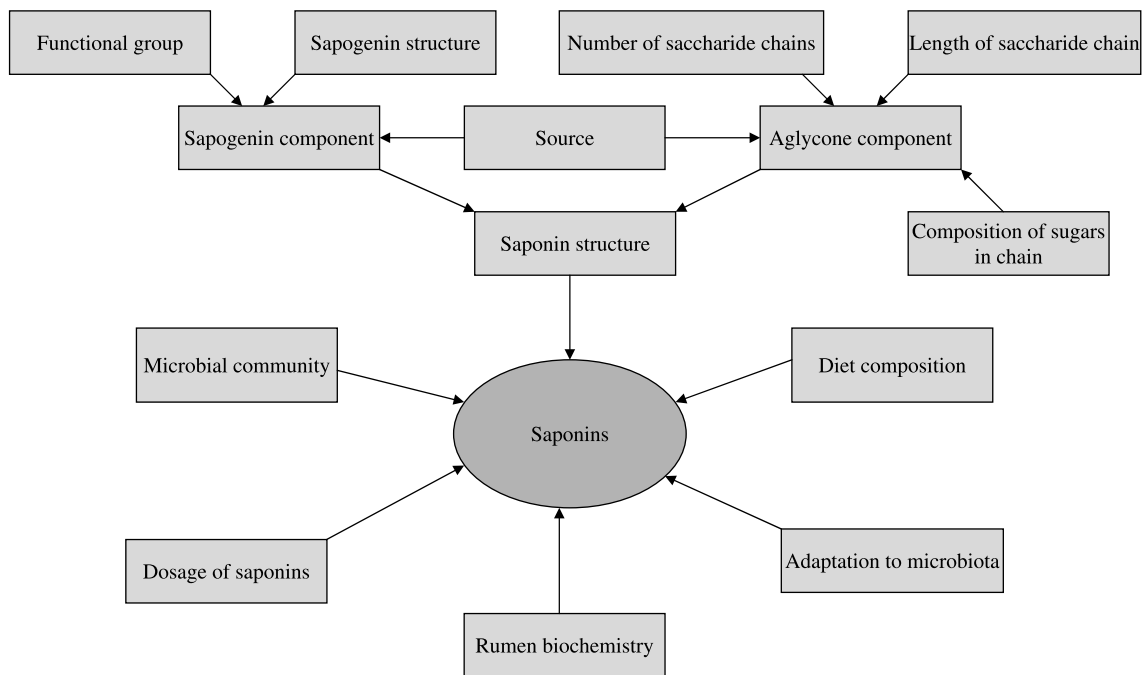 Functional group
Sapogenin structure
Number of saccharide chains
Length of saccharide chain
Sapogenin component
Source
Aglycone component
Saponin structure
Composition of sugars
in chain
Microbial community
Diet composition
Saponins
Dosage of saponins
Adaptation to microbiota
Rumen biochemistry